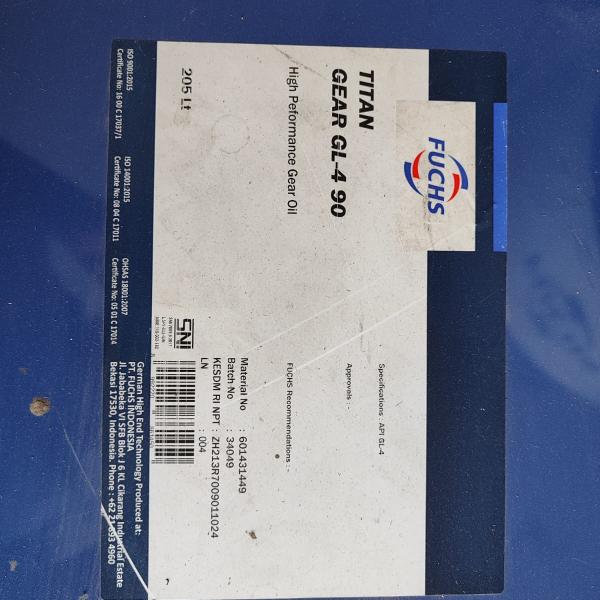 FUCHS
TITAN
GEAR GL-4 90
High Peformance Gear Oil
205 Lt
Specifications : API GL-4
Approvals :-
FUCHS Recommendations :-
Material No : 601431449
Batch No : 34049
KESDM RI NPT : ZH213R7009011024
LN : 004
SNI
German High End Technology Produced at:
PT. FUCHS INDONESIA
Jl. Jababeka VI SFB Blok J 6 KL Cikarang Industrial Estate
Bekasi 17530, Indonesia. Phone : +62 21 893 4960
ISO 9001:2015
Certificate No: 16 00 C 17037/1
ISO 14001:2015
Certificate No: 08 04 C 17011
OHSAS 18001:2007
Certificate No: 05 01 C 17014